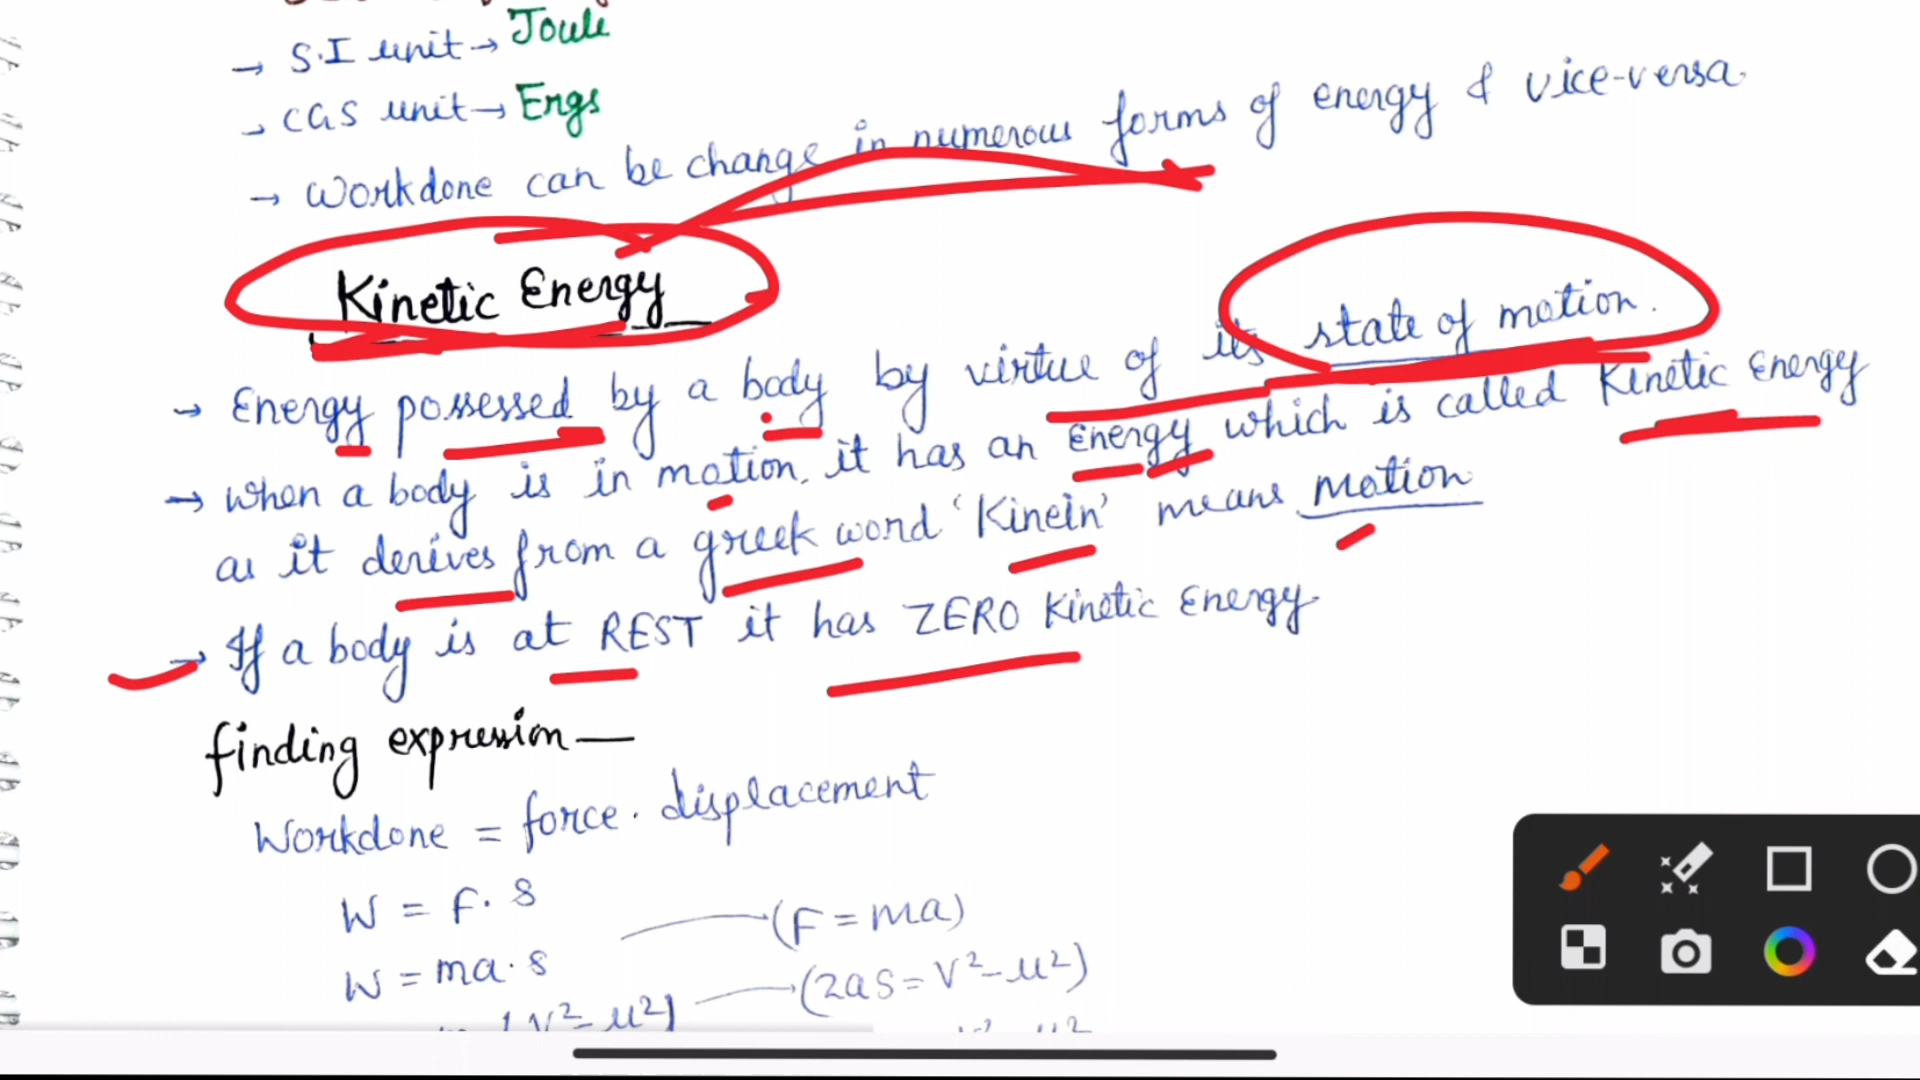 → S.I unit → Joule
→ CGS unit → Ergs
→ Workdone can be change in numerous forms of energy & vice-versa.
Kinetic Energy
→ Energy possessed by a body by virtue of its state of motion.
→ When a body is in motion, it has an energy which is called Kinetic Energy
as it derives from a greek word ‘Kinein’ means motion
→ If a body is at REST it has ZERO Kinetic Energy
finding expression—
Workdone = force . displacement
W = F. s
W = ma. s → (F = ma)
(V² - u²) → (2as = V² - u²)